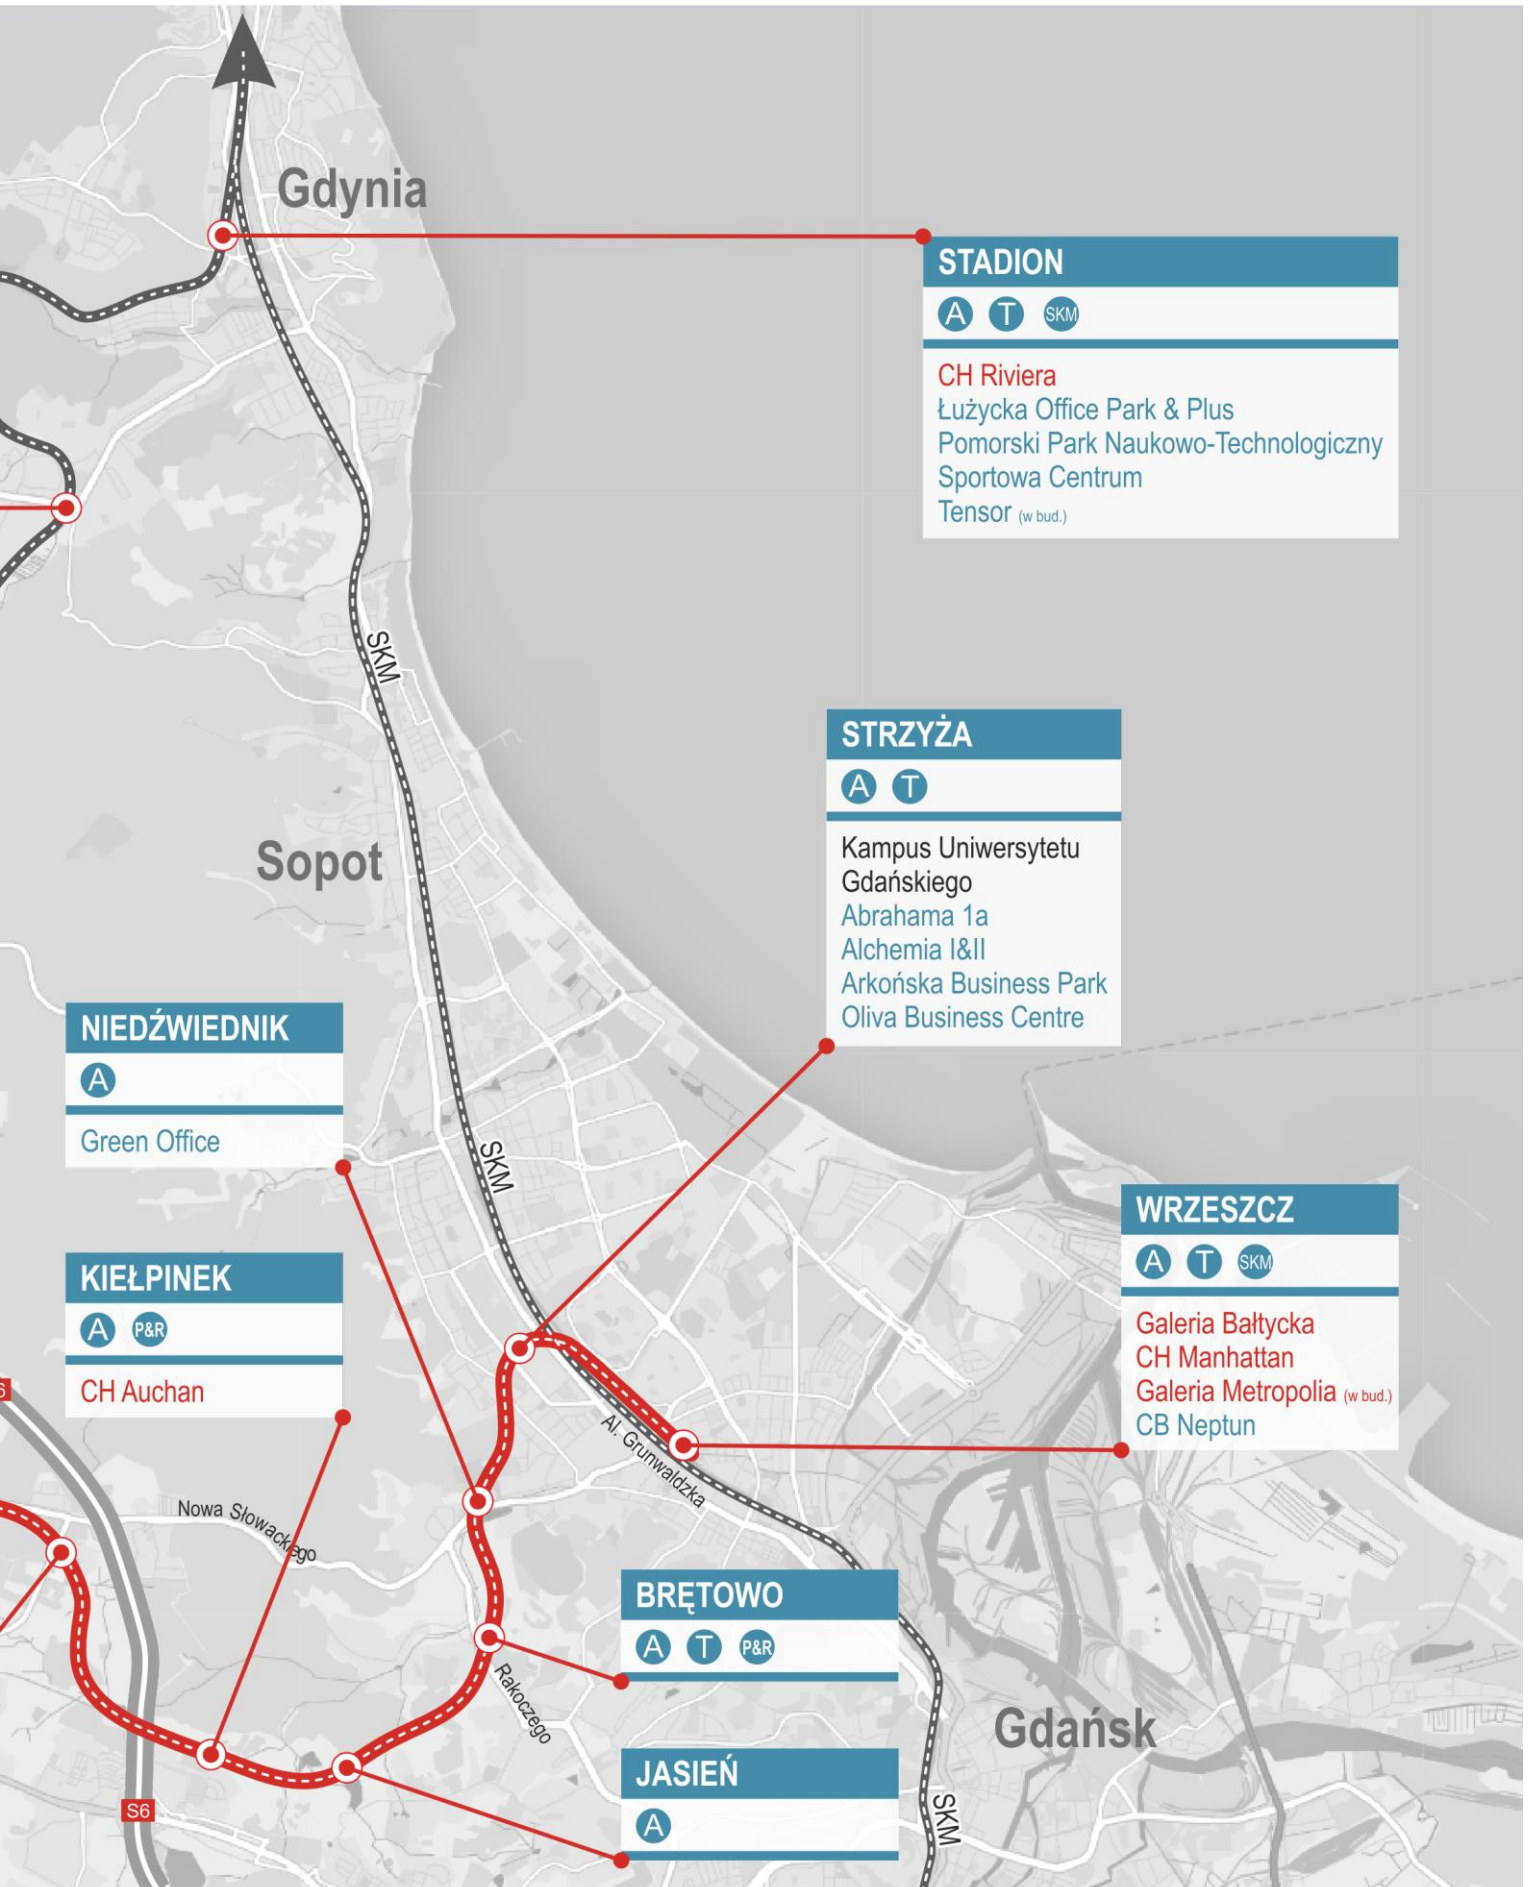 Gdynia
STADION
A T SKM
CH Riviera
Łużycka Office Park & Plus
Pomorski Park Naukowo-Technologiczny
Sportowa Centrum
Tensor (w bud.)
SKM
STRZYŻA
A T
Kampus Uniwersytetu
Gdańskiego
Abrahama 1a
Alchemia I&II
Arkońska Business Park
Oliva Business Centre
Sopot
NIEDŹWIEDNIK
A
Green Office
SKM
WRZESZCZ
A T SKM
Galeria Bałtycka
CH Manhattan
Galeria Metropolia (w bud.)
CB Neptun
KIEŁPINEK
A P&R
CH Auchan
Al. Grunwaldzka
Nowa Słowackiego
BRĘTOWO
A T P&R
Rakoczego
Gdańsk
JASIEŃ
A
S6
SKM